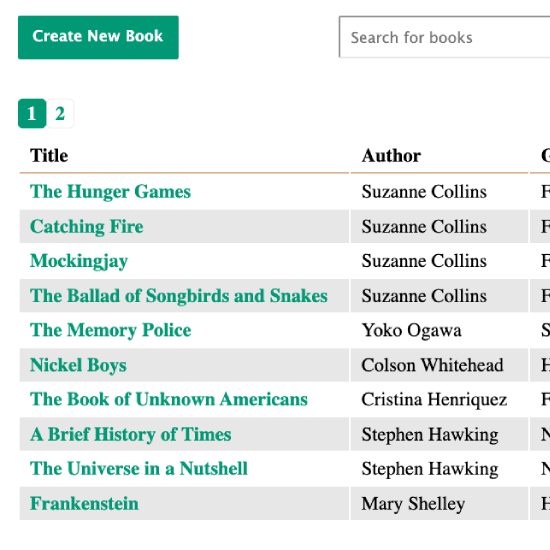 Create New Book Search for books
1 2
Title Author
The Hunger Games Suzanne Collins F
Catching Fire Suzanne Collins F
Mockingjay Suzanne Collins F
The Ballad of Songbirds and Snakes Suzanne Collins F
The Memory Police Yoko Ogawa S
Nickel Boys Colson Whitehead H
The Book of Unknown Americans Cristina Henriquez F
A Brief History of Times Stephen Hawking N
The Universe in a Nutshell Stephen Hawking N
Frankenstein Mary Shelley H